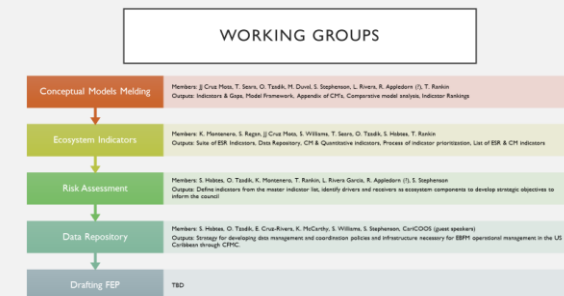 WORKING GROUPS
Conceptual Models Melding
Members: JJ Cruz Mota, T. Sears, O. Tzadik, M. Duval, S. Stephenson, L. Rivera, R. Appledorn (?), T. Rankin
Outputs: Indicators & Gaps, Model Framework, Appendix of CM's, Comparative model analysis, Indicator Rankings
Ecosystem Indicators
Members: K. Montenero, S. Regan, JJ Cruz Mota, S. Williams, T. Sears, O. Tzadik, S. Habtes, T. Rankin
Outputs: Suite of ESR Indicators, Data Repository, CM & Quantitative indicators, Process of indicator prioritization, List of ESR & CM indicators
Risk Assessment
Members: S. Habtes, O. Tzadik, K. Montenero, T. Rankin, L. Rivera Garcia, R. Appledorn (?), S. Stephenson
Outputs: Define indicators from the master indicator list, identify drivers and receivers as ecosystem components to develop strategic objectives to
inform the council
Data Repository
Members: S. Habtes, O. Tzadik, E. Cruz-Rivera, K. McCarthy, S. Williams, S. Stephenson, CariCOOS (guest speakers)
Outputs: Strategy for developing data management and coordination policies and infrastructure necessary for EBFM operational management in the US
Caribbean through CFMC.
Drafting FEP
TBD